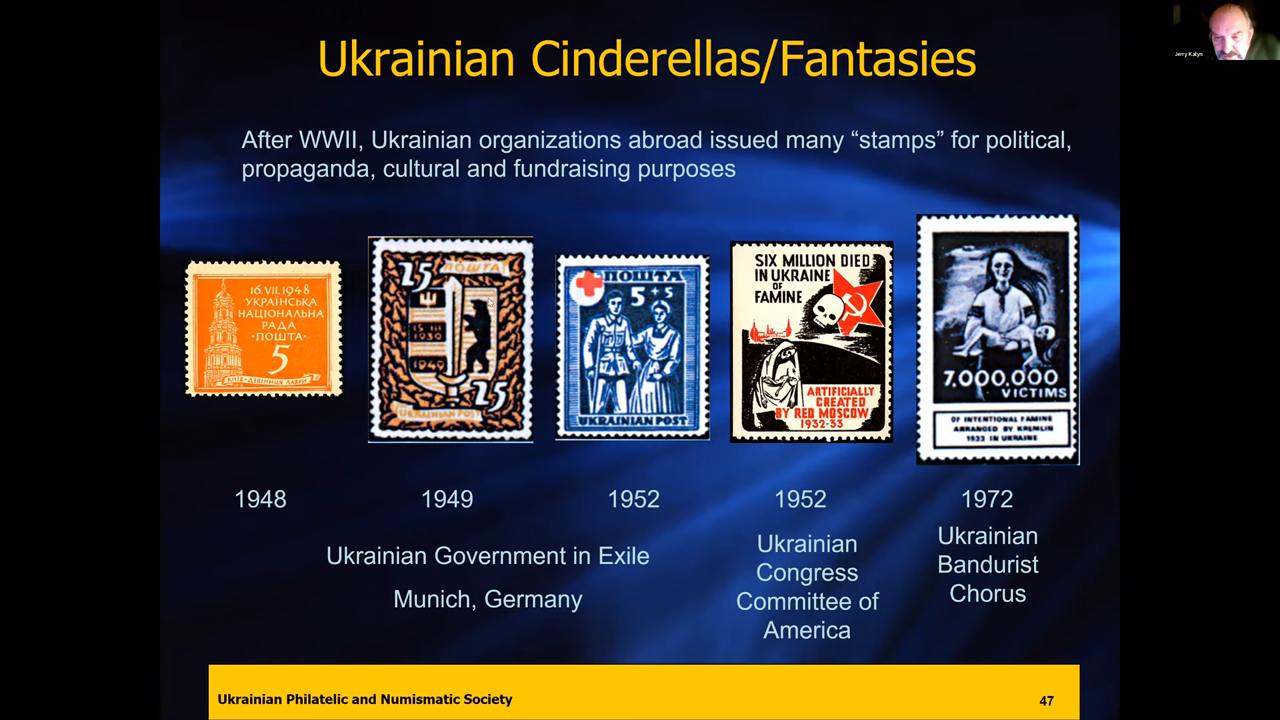 Ukrainian Cinderellas/Fantasies
Jerry Kalyn
After WWII, Ukrainian organizations abroad issued many “stamps” for political,
propaganda, cultural and fundraising purposes
16.VII.1948
УКРАЇНСЬКА
НАЦІОНАЛЬНА
РАДА
•ПОШТА•
5
КИЇВ-ДЗВІНИЦЯ ЛАВРИ
25 ПОШТА
15 III
1949
25
UKRAINIAN POST
ПОШТА
5+5
UKRAINIAN POST
SIX MILLION DIED
IN UKRAINE
OF
FAMINE
ARTIFICIALLY
CREATED
BY RED MOSCOW
1932-33
7.000.000
VICTIMS
OF INTENTIONAL FAMINE
ARRANGED BY KREMLIN
1933 IN UKRAINE
1948
1949
1952
1952
1972
Ukrainian Government in Exile
Munich, Germany
Ukrainian
Congress
Committee of
America
Ukrainian
Bandurist
Chorus
Ukrainian Philatelic and Numismatic Society
47